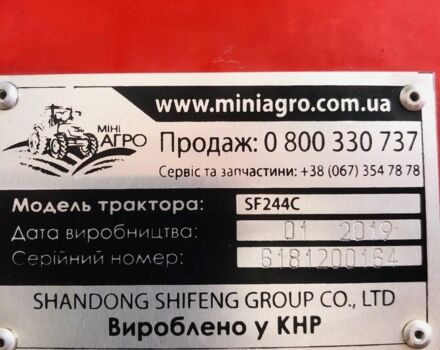 www.miniagro.com.ua
МІНІ
АГРО
Продаж: 0 800 330 737
Сервіс та запчастини: +38 (067) 354 78 78
Модель трактора: SF244C
Дата виробництва: 01 2019
Серійний номер: 6181200164
SHANDONG SHIFENG GROUP CO., LTD
Вироблено у КНР